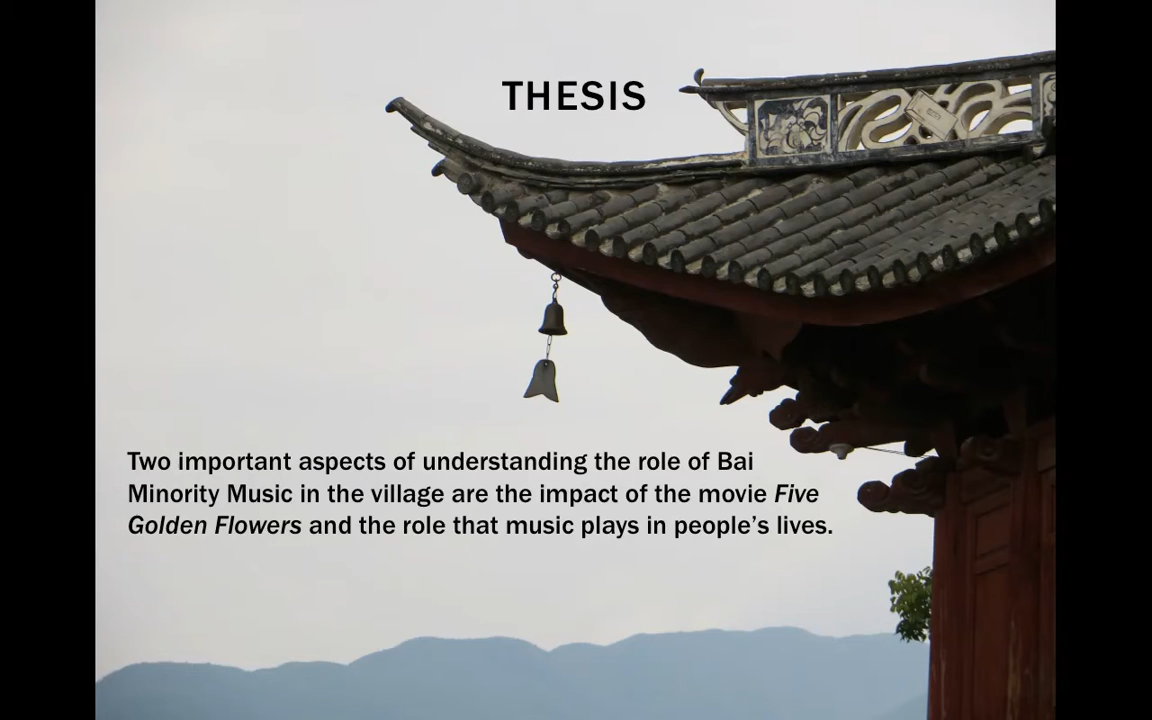 THESIS
Two important aspects of understanding the role of Bai
Minority Music in the village are the impact of the movie Five
Golden Flowers and the role that music plays in people’s lives.